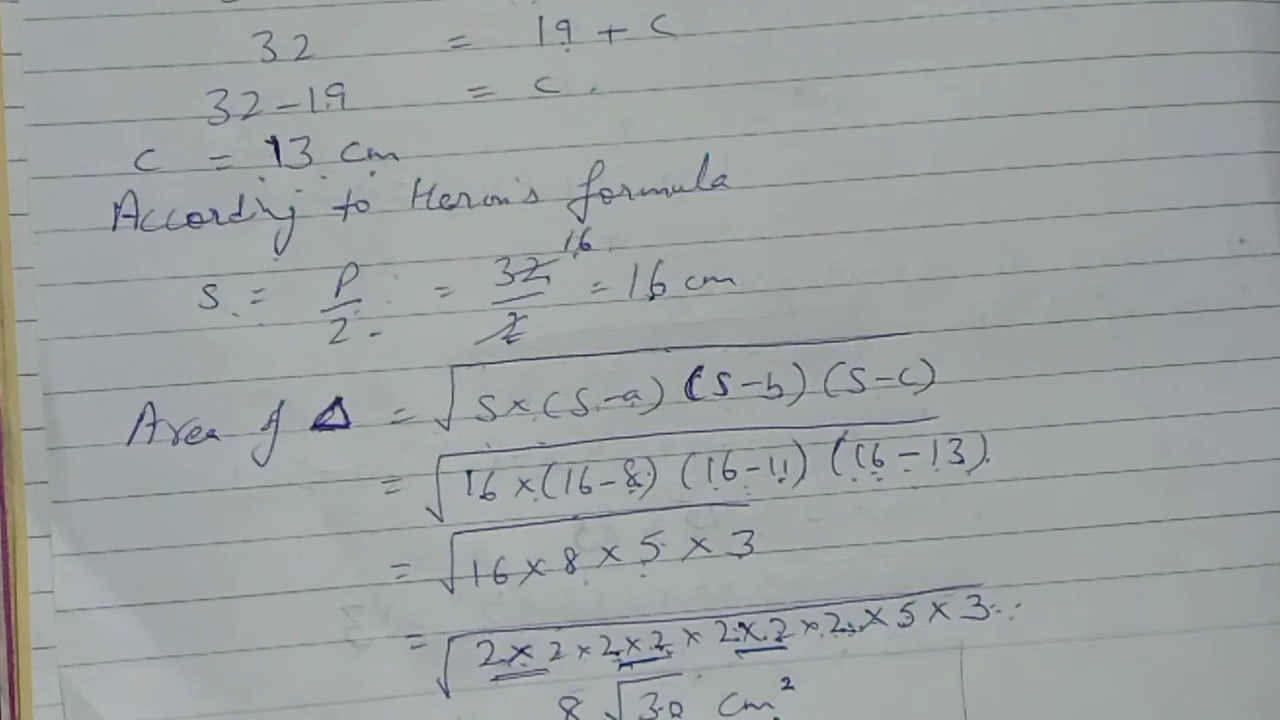 32 = 19 + c
32-19 = c.
c = 13 cm
According to Heron's formula
s = P/2 = 32/2 16 = 16 cm
Area of Δ = √s×(s-a) (s-b) (s-c)
= √16×(16-8) (16-11) (16-13)
= √16×8×5×3
= √2×2×2×2×2×2×2×5×3
8√30 cm²